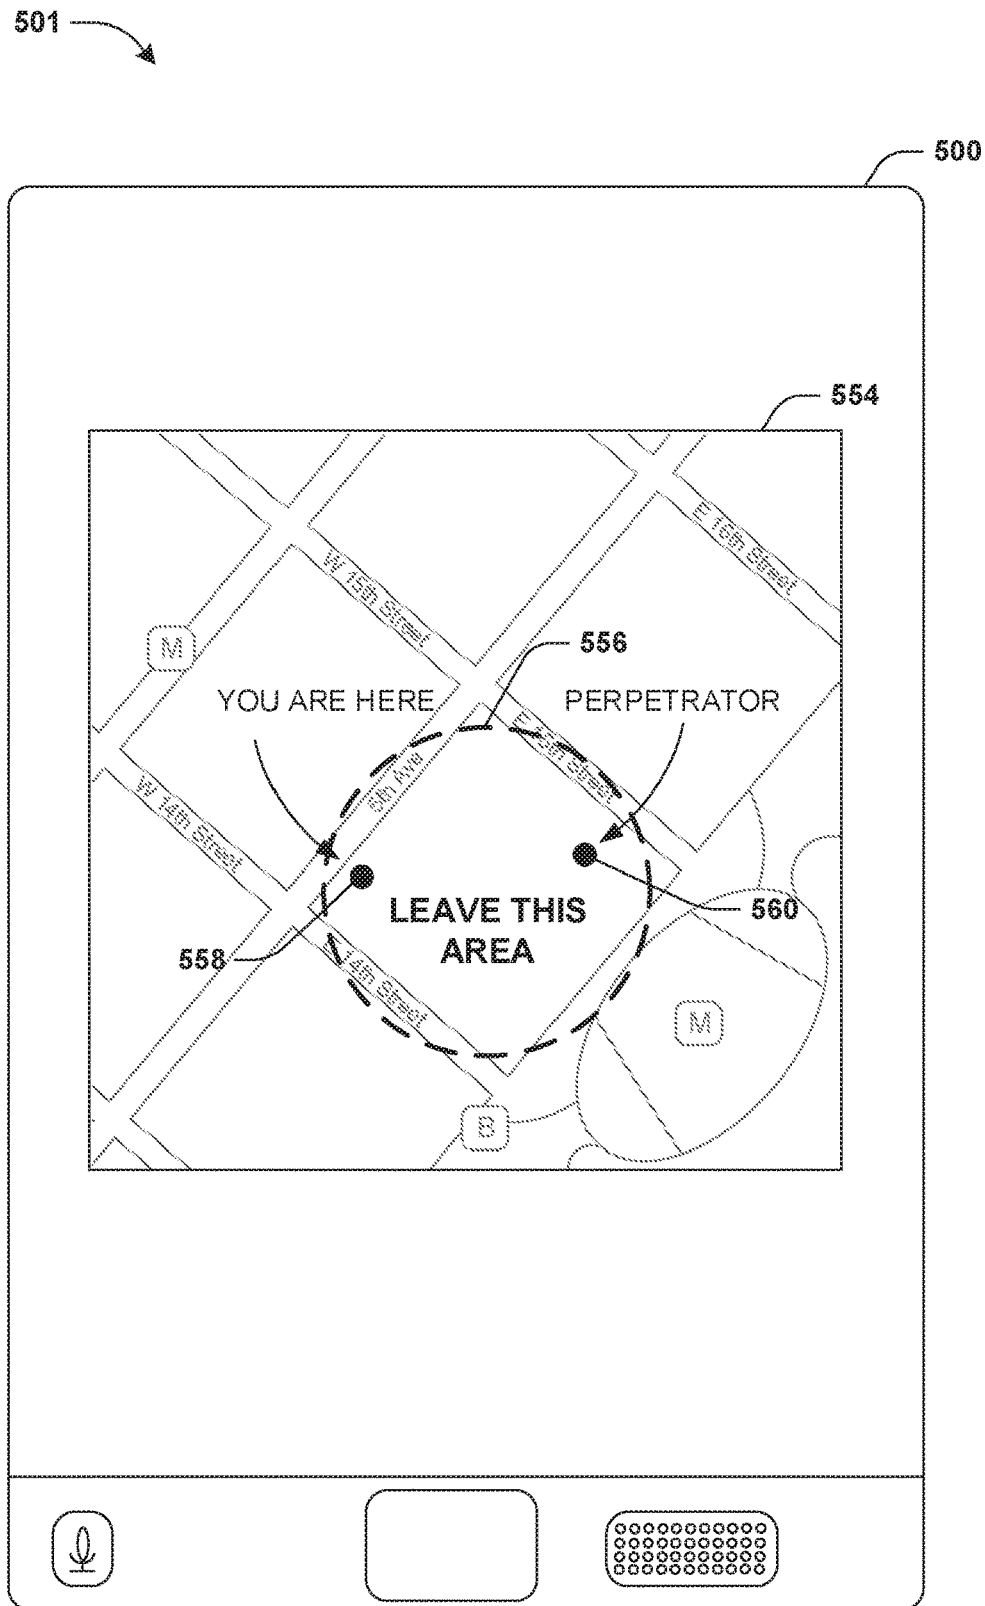 501
500
554
E 16th Street
W 15th Street
M
556
YOU ARE HERE
PERPETRATOR
E 15th Street
5th Ave
W 14th Street
LEAVE THIS
AREA
560
558
14th Street
M
B